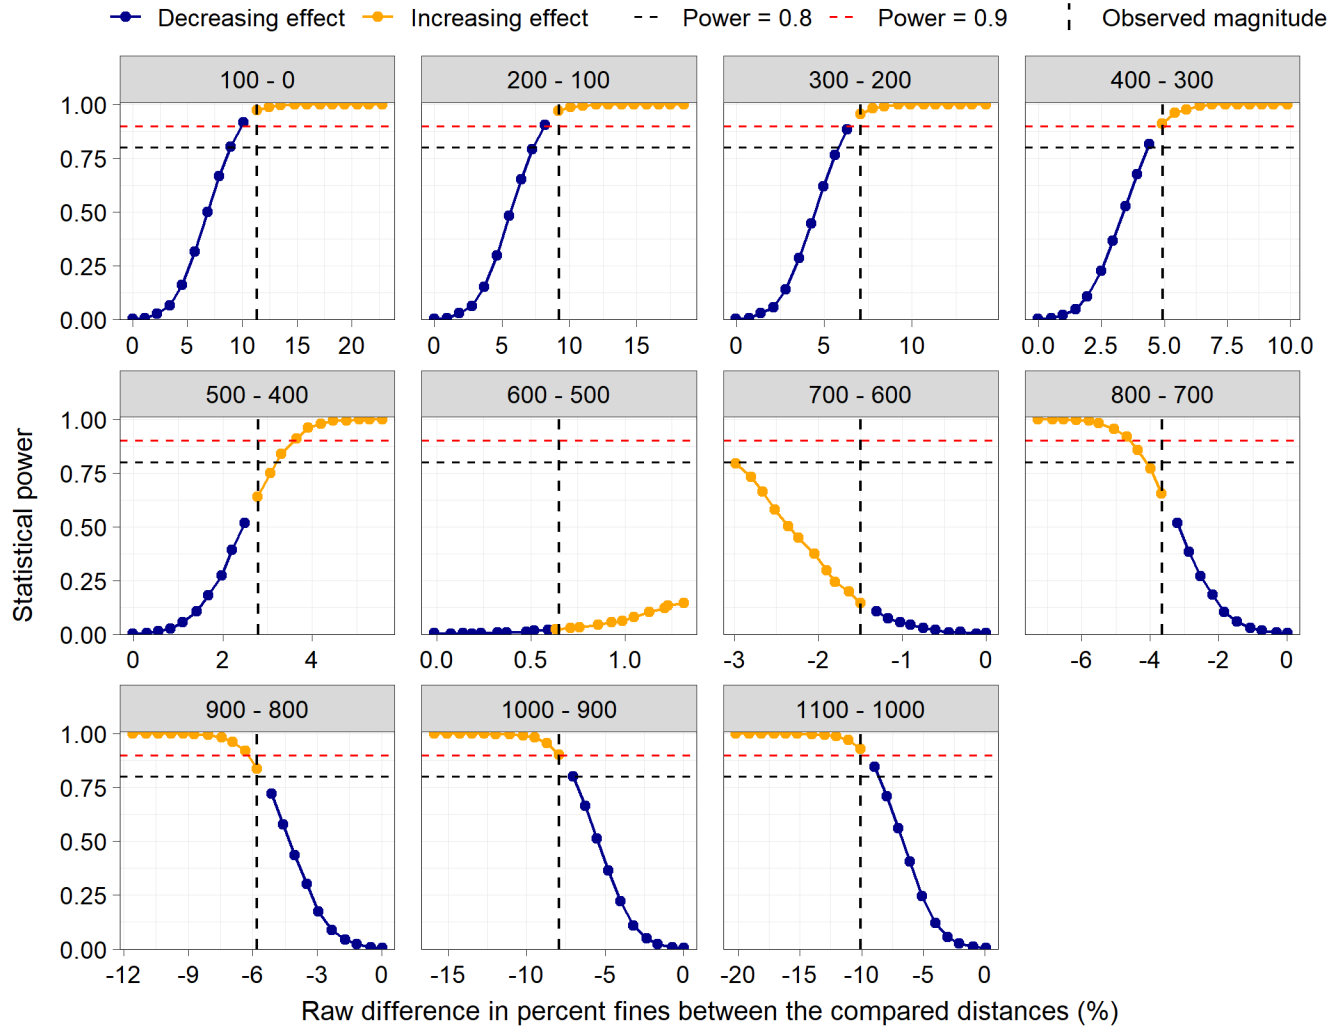 Decreasing effect Increasing effect Power = 0.8 Power = 0.9 Observed magnitude
100 - 0 200 - 100 300 - 200 400 - 300
1.00
0.75
0.50
0.25
0.00
0 5 10 15 20 0 5 10 15 0 5 10 0.0 2.5 5.0 7.5 10.0
500 - 400 600 - 500 700 - 600 800 - 700
1.00
0.75
0.50
0.25
0.00
0 2 4 0.0 0.5 1.0 -3 -2 -1 0 -6 -4 -2 0
900 - 800 1000 - 900 1100 - 1000
1.00
0.75
0.50
0.25
0.00
-12 -9 -6 -3 0 -15 -10 -5 0 -20 -15 -10 -5 0
Statistical power
Raw difference in percent fines between the compared distances (%)